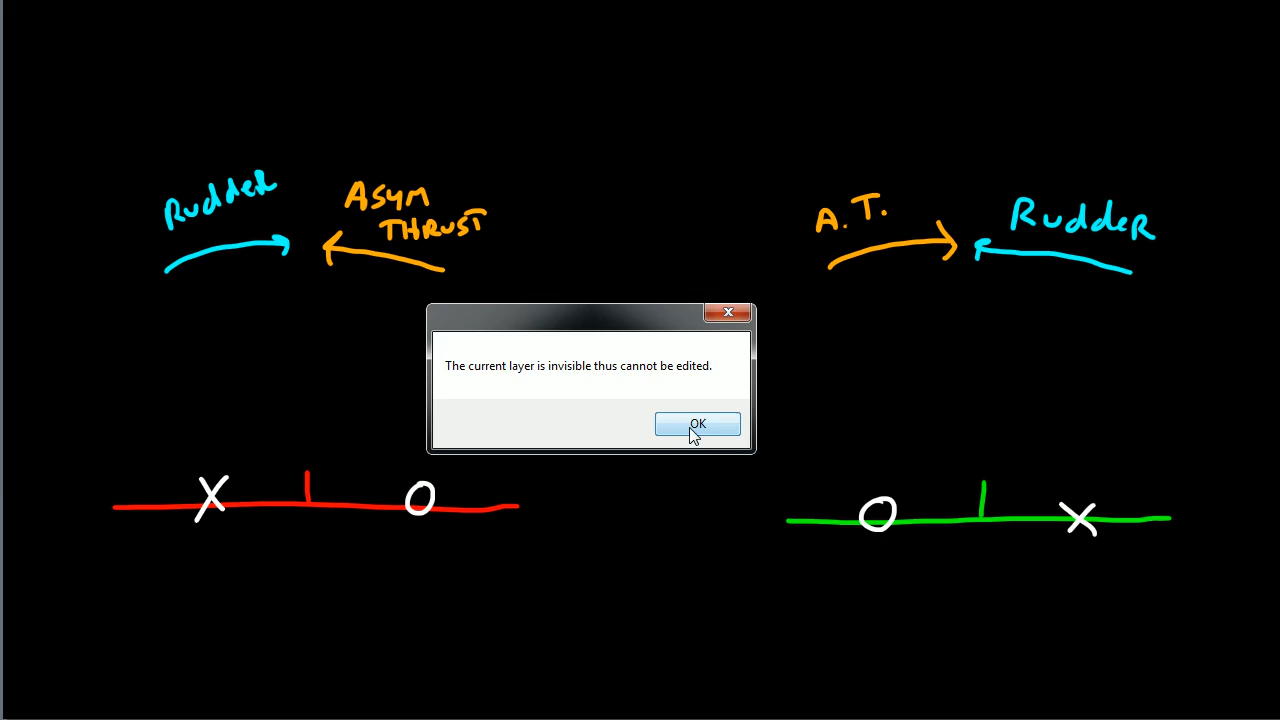 Rudder
Asym
THRUST
A.T.
Rudder
The current layer is invisible thus cannot be edited.
OK
X
O
O
X